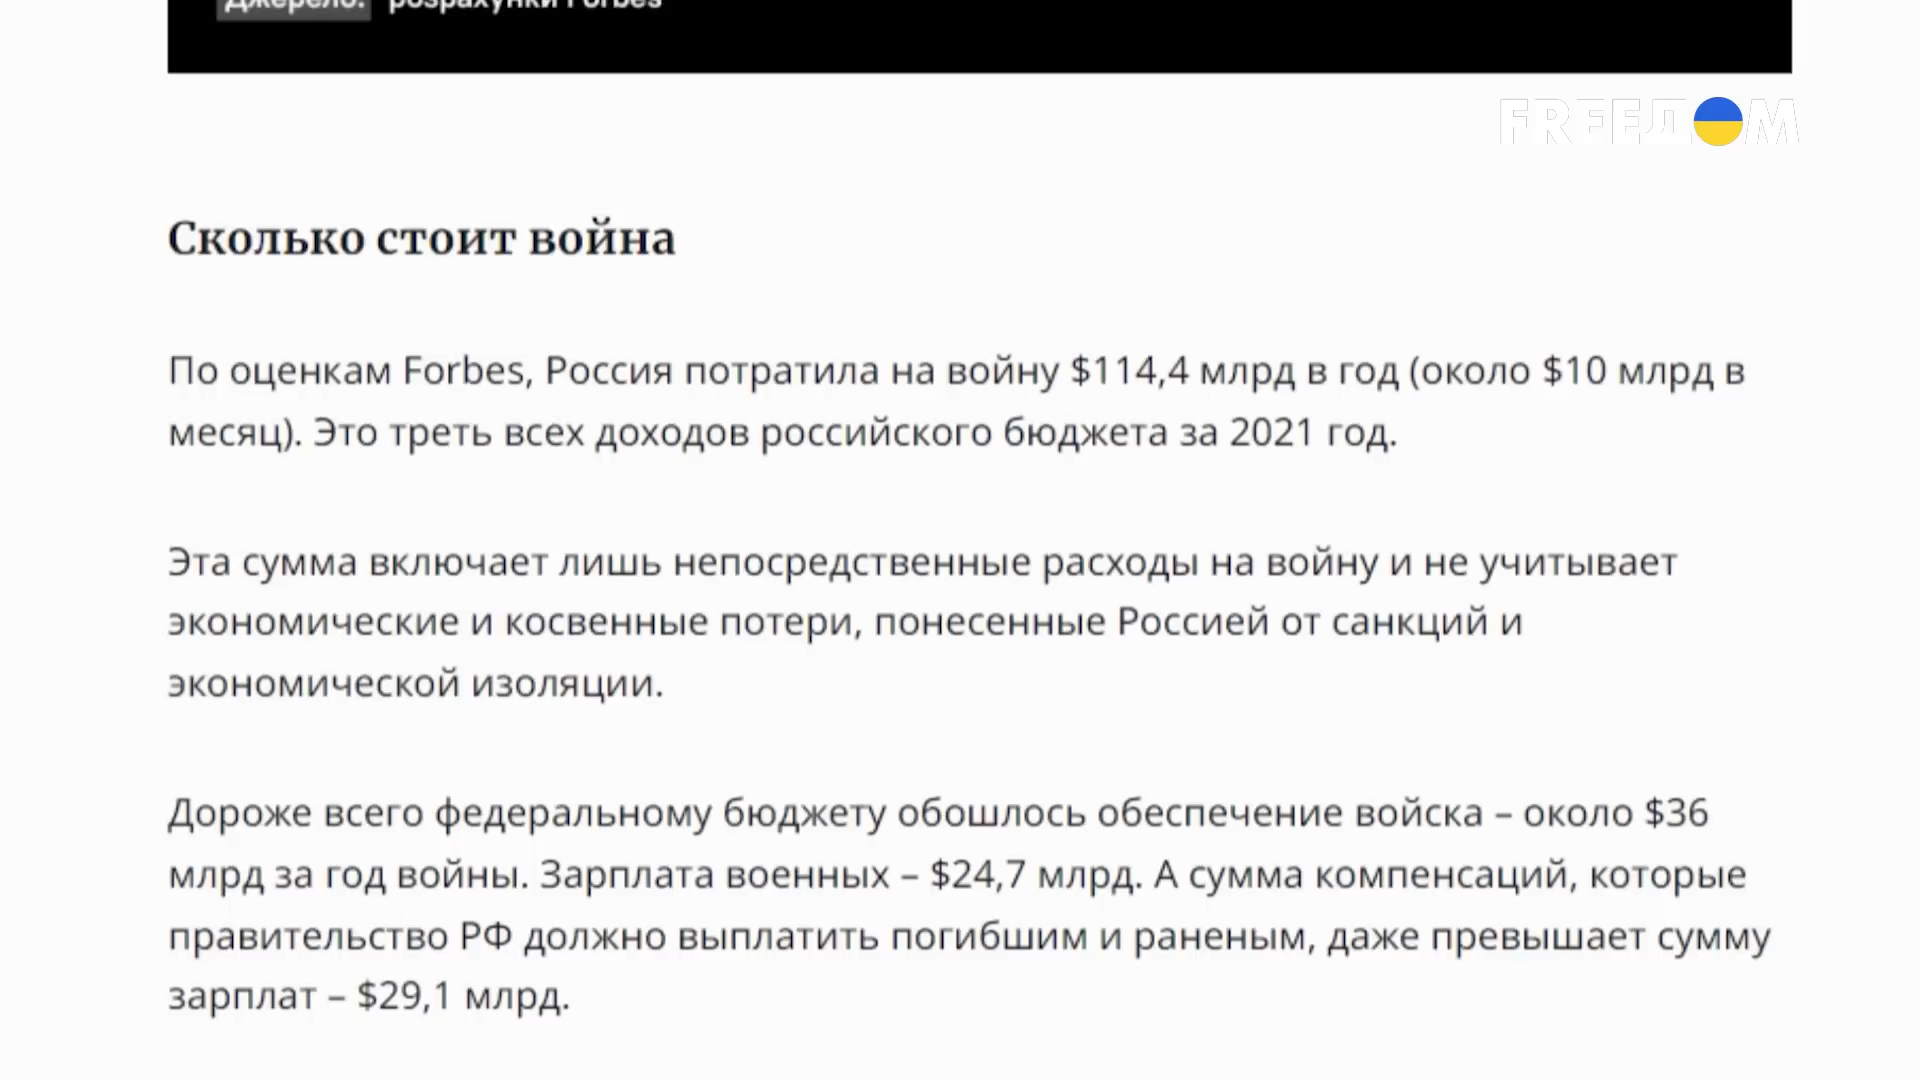 Джерело: розрахунки Forbes
FREEДOM
Сколько стоит война
По оценкам Forbes, Россия потратила на войну $114,4 млрд в год (около $10 млрд в
месяц). Это треть всех доходов российского бюджета за 2021 год.
Эта сумма включает лишь непосредственные расходы на войну и не учитывает
экономические и косвенные потери, понесенные Россией от санкций и
экономической изоляции.
Дороже всего федеральному бюджету обошлось обеспечение войска – около $36
млрд за год войны. Зарплата военных – $24,7 млрд. А сумма компенсаций, которые
правительство РФ должно выплатить погибшим и раненым, даже превышает сумму
зарплат – $29,1 млрд.